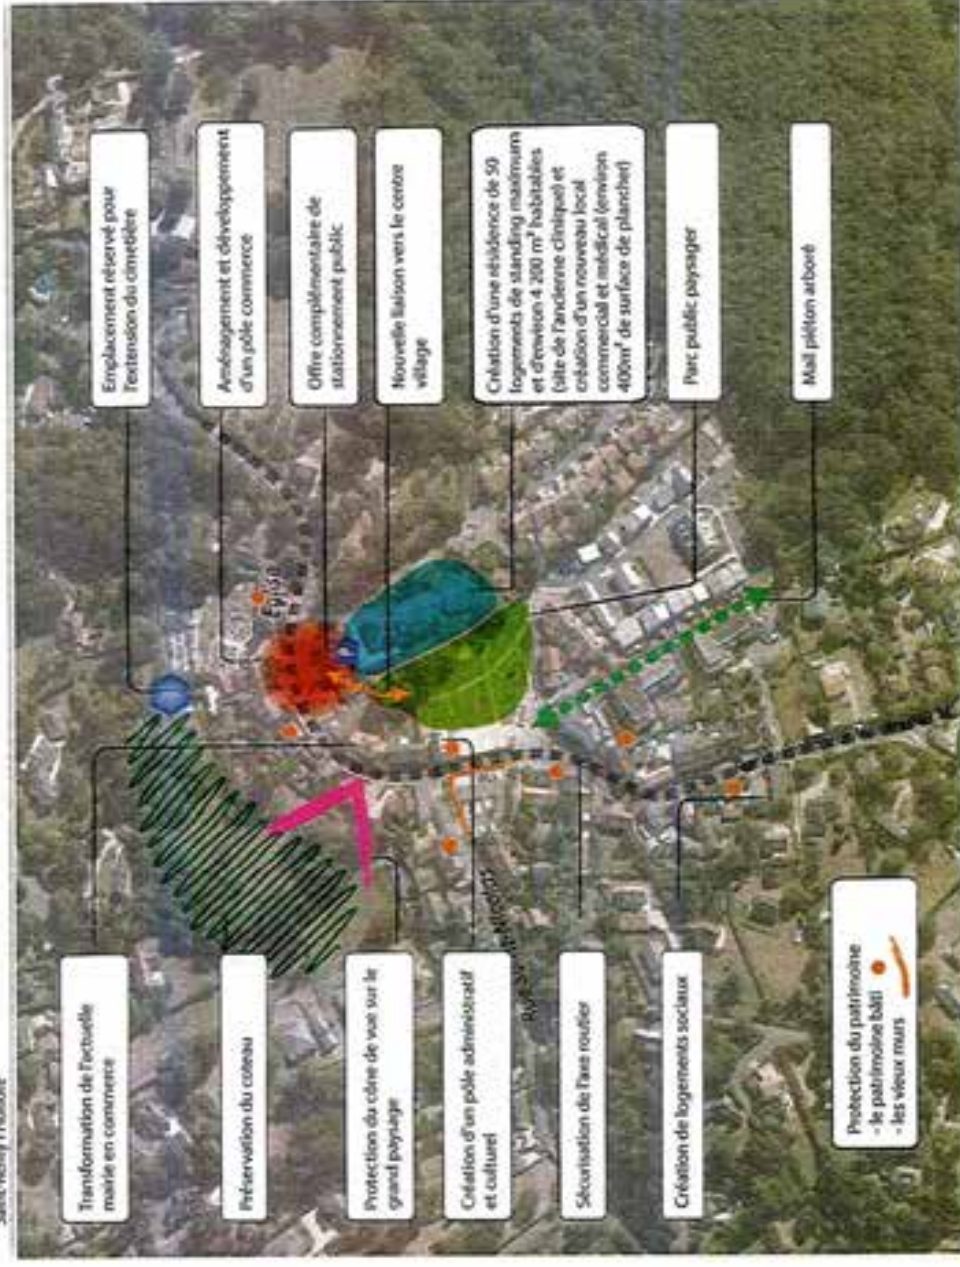 Transformation de l'actuelle
mairie en commerce
Préservation du coteau
Protection du cône de vue sur le
grand paysage
Création d'un pôle administratif
et culturel
Sécurisation de l'axe routier
Création de logements sociaux
Protection du patrimoine
- le patrimoine bâti
- les vieux murs
Église
Emplacement réservé pour
l'extension du cimetière
Aménagement et développement
d'un pôle commerce
Offre complémentaire de
stationnement public
Nouvelle liaison vers le centre
village
Création d'une résidence de 50
logements de standing maximum
et d'environ 4 200 m² habitables
(site de l'ancienne clinique) et
création d'un nouveau local
commercial et médical (environ
400m² de surface de plancher)
Parc public paysager
Mail piéton arboré